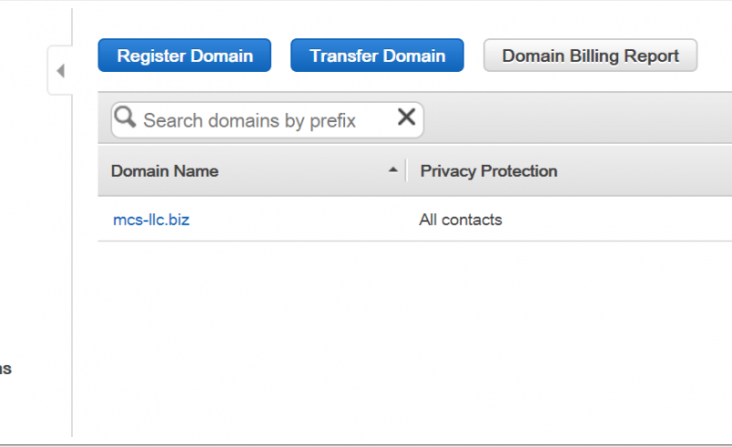 Register Domain Transfer Domain Domain Billing Report
Search domains by prefix
Domain Name Privacy Protection
mcs-llc.biz All contacts